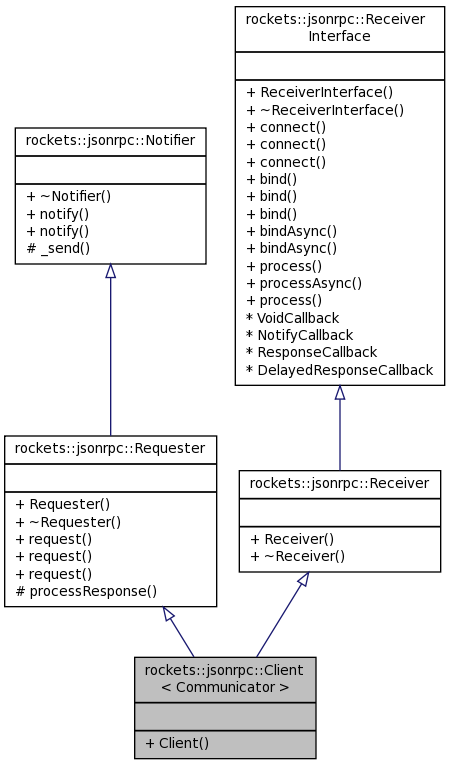 rockets::jsonrpc::Receiver
Interface
+ ReceiverInterface()
+ ~ReceiverInterface()
+ connect()
+ connect()
+ connect()
+ bind()
+ bind()
+ bind()
+ bindAsync()
+ bindAsync()
+ process()
+ processAsync()
+ process()
* VoidCallback
* NotifyCallback
* ResponseCallback
* DelayedResponseCallback
rockets::jsonrpc::Notifier
+ ~Notifier()
+ notify()
+ notify()
# _send()
rockets::jsonrpc::Requester
+ Requester()
+ ~Requester()
+ request()
+ request()
+ request()
# processResponse()
rockets::jsonrpc::Receiver
+ Receiver()
+ ~Receiver()
rockets::jsonrpc::Client
< Communicator >
+ Client()